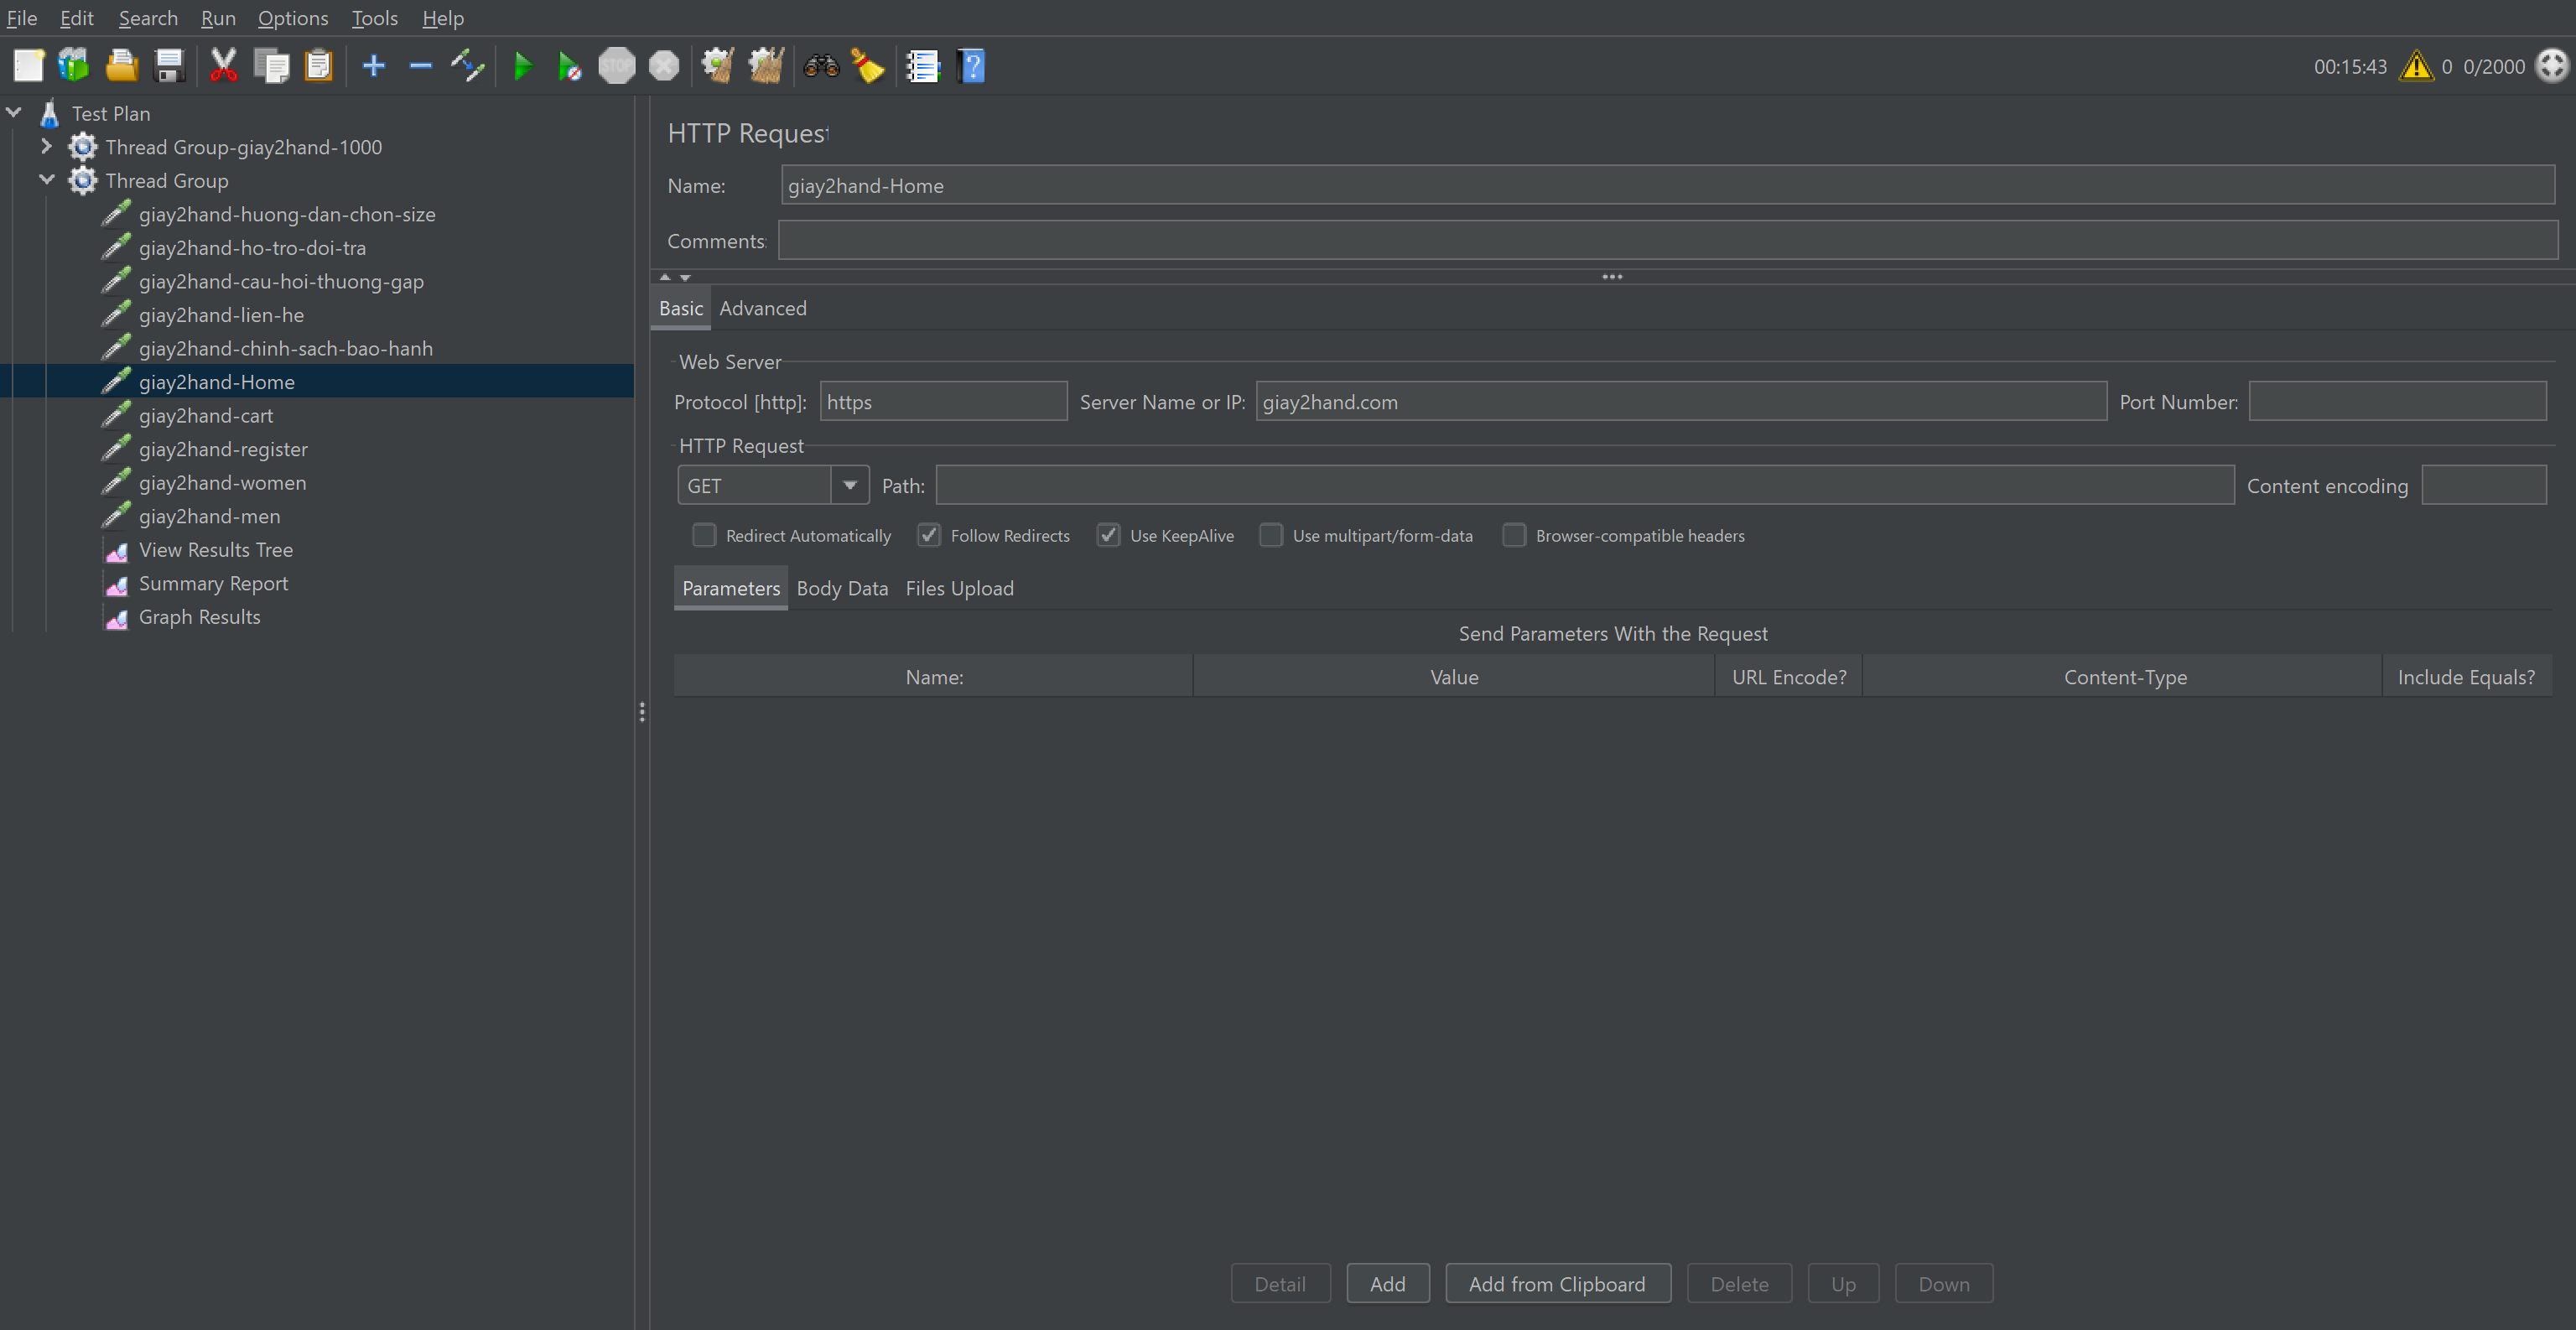 File Edit Search Run Options Tools Help
STOP
00:15:43 0 0/2000
Test Plan
Thread Group-giay2hand-1000
Thread Group
giay2hand-huong-dan-chon-size
giay2hand-ho-tro-doi-tra
giay2hand-cau-hoi-thuong-gap
giay2hand-lien-he
giay2hand-chinh-sach-bao-hanh
giay2hand-Home
giay2hand-cart
giay2hand-register
giay2hand-women
giay2hand-men
View Results Tree
Summary Report
Graph Results
HTTP Request
Name: giay2hand-Home
Comments:
Basic Advanced
Web Server
Protocol [http]: https Server Name or IP: giay2hand.com Port Number:
HTTP Request
GET Path: Content encoding
Redirect Automatically Follow Redirects Use KeepAlive Use multipart/form-data Browser-compatible headers
Parameters Body Data Files Upload
Send Parameters With the Request
Name: Value URL Encode? Content-Type Include Equals?
Detail Add Add from Clipboard Delete Up Down